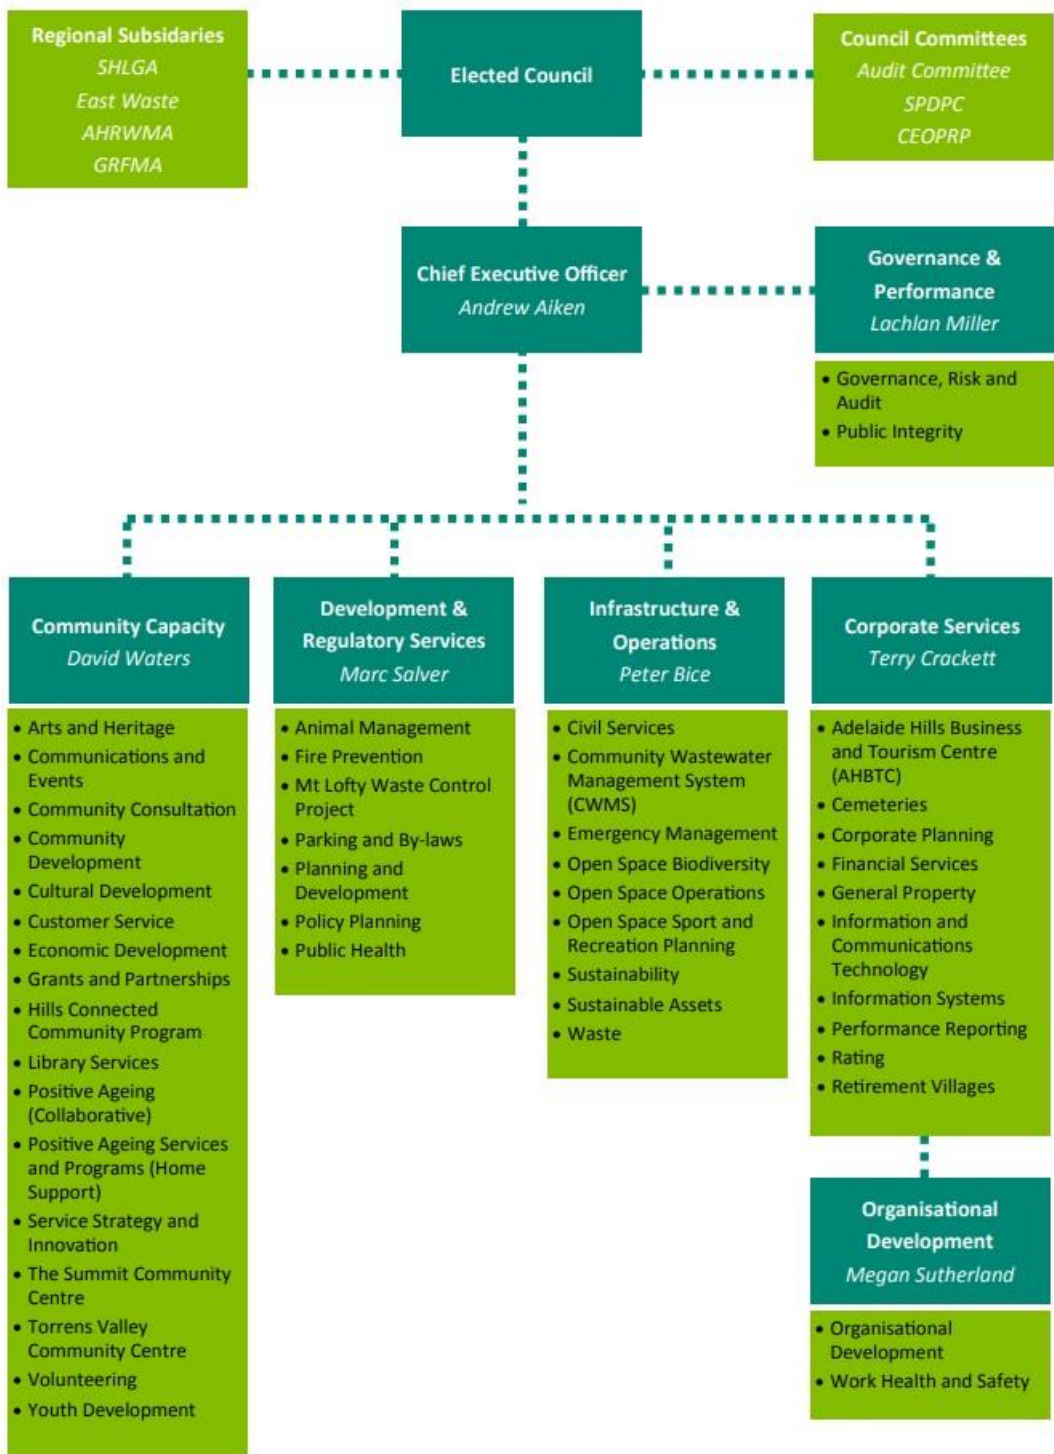 Regional Subsidaries
SHLGA
East Waste
AHRWMA
GRFMA
Elected Council
Council Committees
Audit Committee
SPDPC
CEOPRP
Chief Executive Officer
Andrew Aiken
Governance &
Performance
Lachlan Miller
• Governance, Risk and
Audit
• Public Integrity
Community Capacity
David Waters
• Arts and Heritage
• Communications and
Events
• Community Consultation
• Community
Development
• Cultural Development
• Customer Service
• Economic Development
• Grants and Partnerships
• Hills Connected
Community Program
• Library Services
• Positive Ageing
(Collaborative)
• Positive Ageing Services
and Programs (Home
Support)
• Service Strategy and
Innovation
• The Summit Community
Centre
• Torrens Valley
Community Centre
• Volunteering
• Youth Development
Development &
Regulatory Services
Marc Salver
• Animal Management
• Fire Prevention
• Mt Lofty Waste Control
Project
• Parking and By-laws
• Planning and
Development
• Policy Planning
• Public Health
Infrastructure &
Operations
Peter Bice
• Civil Services
• Community Wastewater
Management System
(CWMS)
• Emergency Management
• Open Space Biodiversity
• Open Space Operations
• Open Space Sport and
Recreation Planning
• Sustainability
• Sustainable Assets
• Waste
Corporate Services
Terry Crackett
• Adelaide Hills Business
and Tourism Centre
(AHBTC)
• Cemeteries
• Corporate Planning
• Financial Services
• General Property
• Information and
Communications
Technology
• Information Systems
• Performance Reporting
• Rating
• Retirement Villages
Organisational
Development
Megan Sutherland
• Organisational
Development
• Work Health and Safety